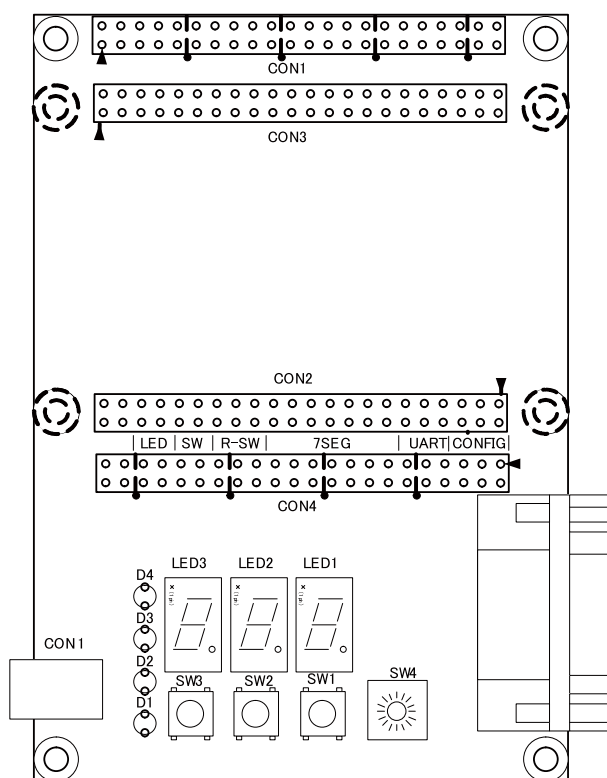 CON1
CON3
CON2
LED SW R-SW 7SEG UART CONFIG
CON4
LED3 LED2 LED1
D4
D3
CON1
D2
SW3 SW2 SW1 SW4
D1